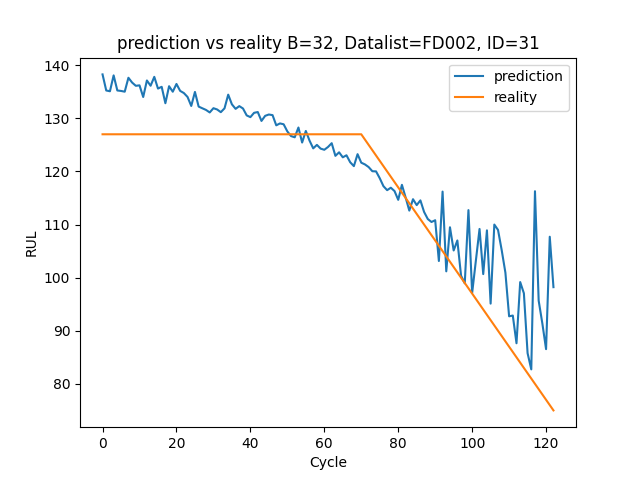 prediction vs reality B=32, Datalist=FD002, ID=31
prediction
reality
140
130
120
110
100
90
80
RUL
0 20 40 60 80 100 120
Cycle